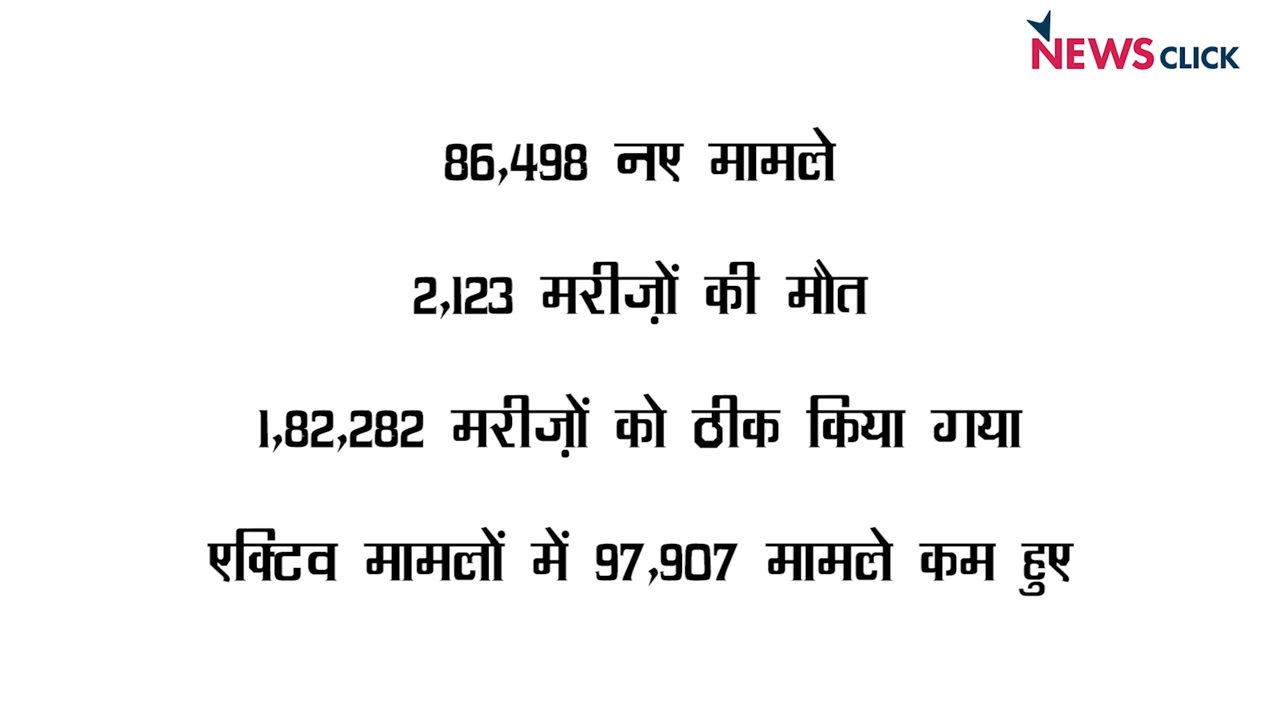 NEWSCLICK
86,498 नए मामले
2,123 मरीज़ों की मौत
1,82,282 मरीज़ों को ठीक किया गया
एक्टिव मामलों में 97,907 मामले कम हुए